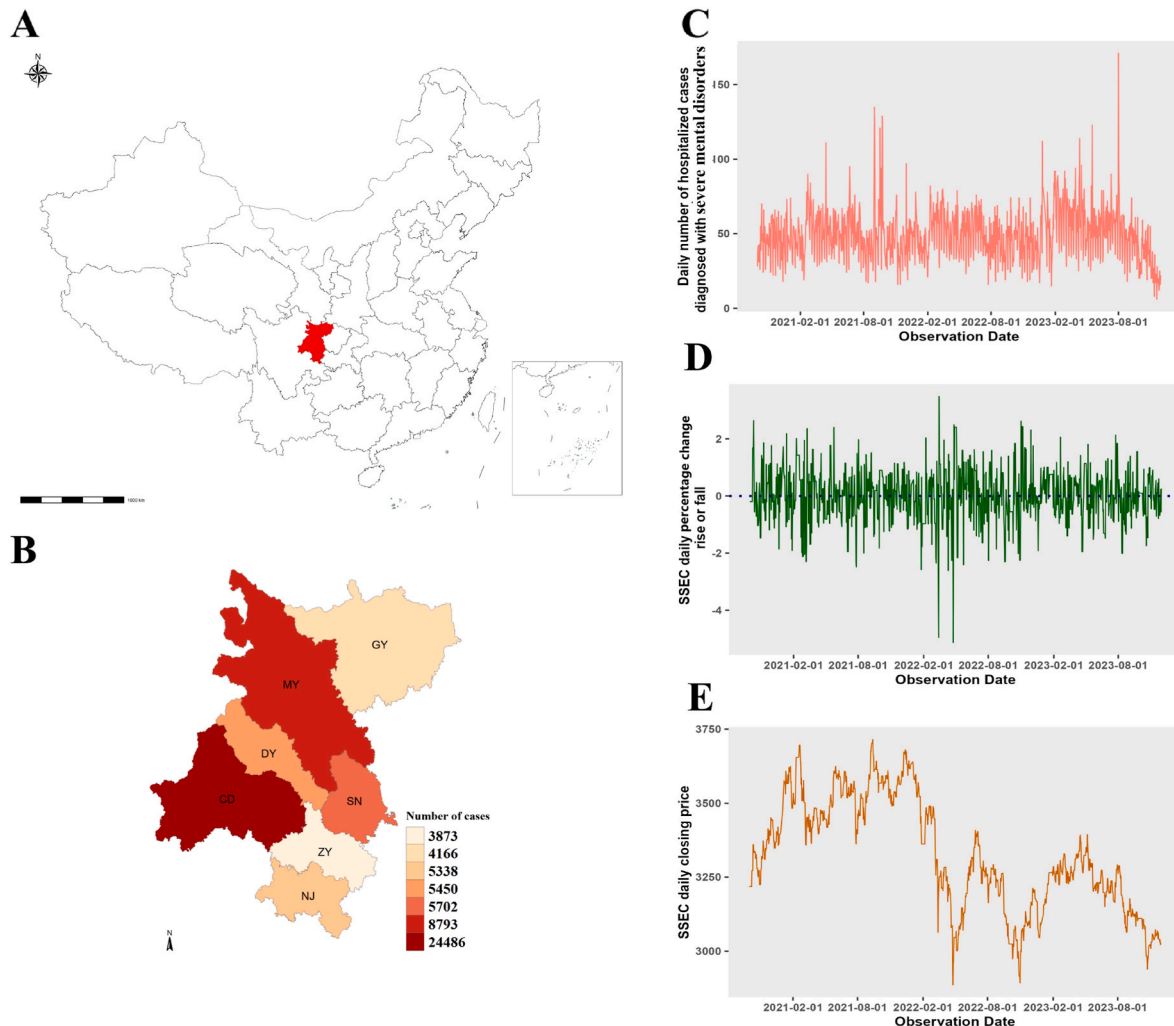 A
N
1000 km
B
GY
MY
DY
CD
SN
ZY
NJ
Number of cases
3873
4166
5338
5450
5702
8793
24486
N
C
Daily number of hospitalized cases
diagnosed with severe mental disorders
150
100
50
0
2021-02-01 2021-08-01 2022-02-01 2022-08-01 2023-02-01 2023-08-01
Observation Date
D
SSEC daily percentage change
rise or fall
2
0
-2
-4
2021-02-01 2021-08-01 2022-02-01 2022-08-01 2023-02-01 2023-08-01
Observation Date
E
SSEC daily closing price
3750
3500
3250
3000
2021-02-01 2021-08-01 2022-02-01 2022-08-01 2023-02-01 2023-08-01
Observation Date